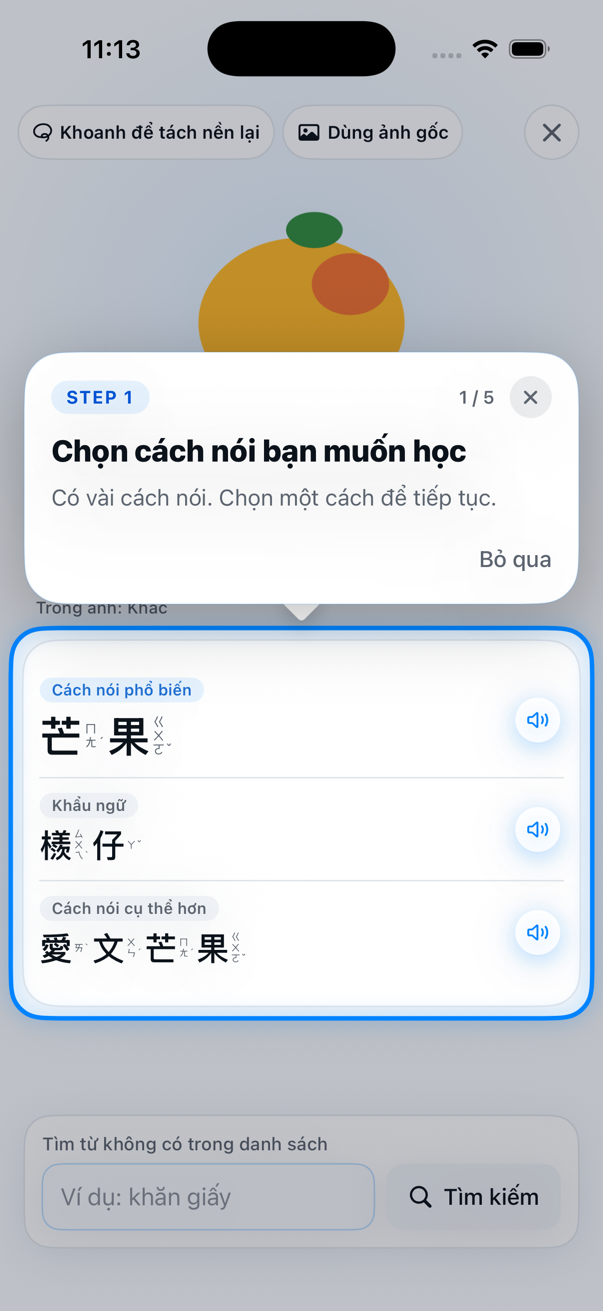 11:13
Khoanh để tách nền lại
Dùng ảnh gốc
STEP 1
1 / 5
Chọn cách nói bạn muốn học
Có vài cách nói. Chọn một cách để tiếp tục.
Bỏ qua
Trong ảnh: Khác
Cách nói phổ biến
芒ㄇㄤˊ果ㄍㄨㄛˇ
Khẩu ngữ
檨ㄙㄨㄟ仔ㄚˇ
Cách nói cụ thể hơn
愛ㄞˋ文ㄨㄣˊ芒ㄇㄤˊ果ㄍㄨㄛˇ
Tìm từ không có trong danh sách
Ví dụ: khăn giấy
Tìm kiếm